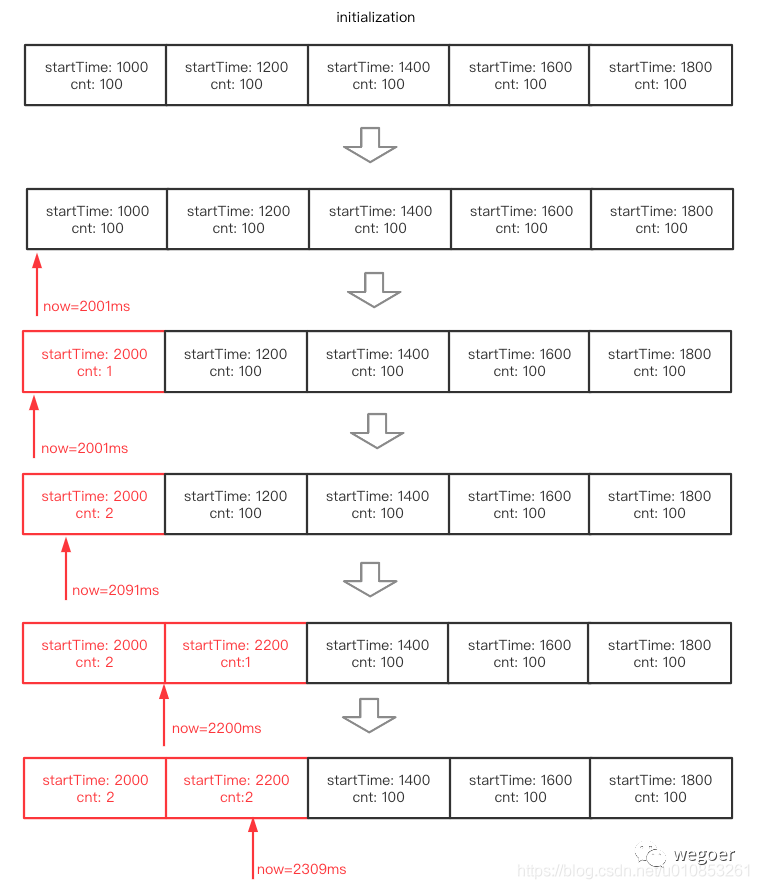 initialization
startTime: 1000 startTime: 1200 startTime: 1400 startTime: 1600 startTime: 1800
cnt: 100 cnt: 100 cnt: 100 cnt: 100 cnt: 100
startTime: 1000 startTime: 1200 startTime: 1400 startTime: 1600 startTime: 1800
cnt: 100 cnt: 100 cnt: 100 cnt: 100 cnt: 100
now=2001ms
startTime: 2000 startTime: 1200 startTime: 1400 startTime: 1600 startTime: 1800
cnt: 1 cnt: 100 cnt: 100 cnt: 100 cnt: 100
now=2001ms
startTime: 2000 startTime: 1200 startTime: 1400 startTime: 1600 startTime: 1800
cnt: 2 cnt: 100 cnt: 100 cnt: 100 cnt: 100
now=2091ms
startTime: 2000 startTime: 2200 startTime: 1400 startTime: 1600 startTime: 1800
cnt: 2 cnt:1 cnt: 100 cnt: 100 cnt: 100
now=2200ms
startTime: 2000 startTime: 2200 startTime: 1400 startTime: 1600 startTime: 1800
cnt: 2 cnt:2 cnt: 100 cnt: 100 cnt: 100
now=2309ms
wegoer
https://blog.csdn.net/u010853261